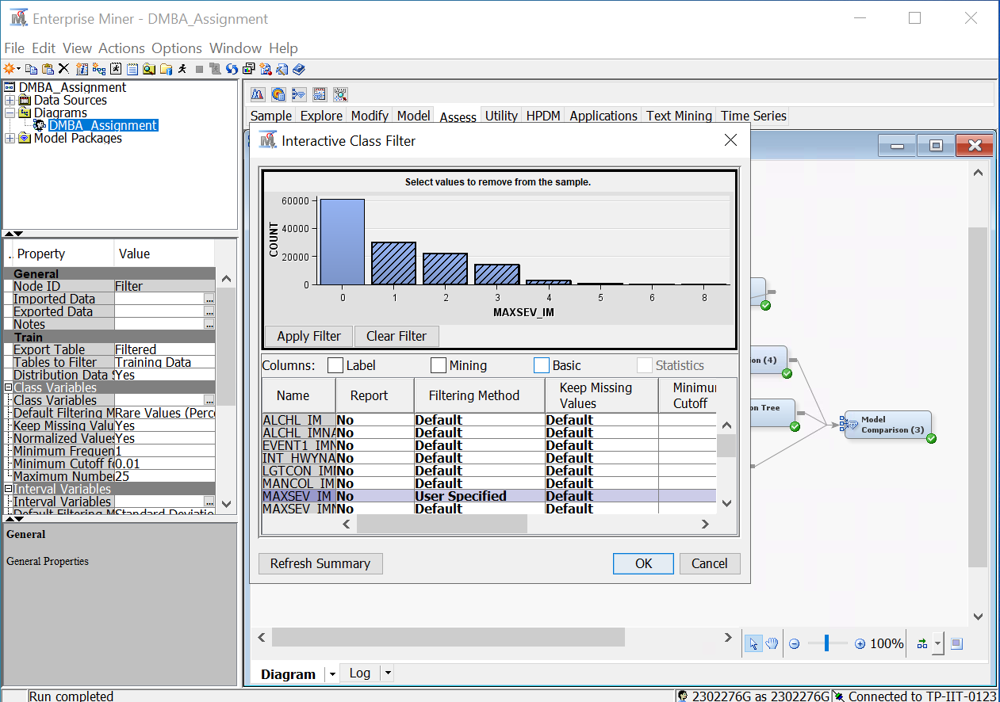 Enterprise Miner - DMBA_Assignment
File Edit View Actions Options Window Help
DMBA_Assignment
Data Sources
Diagrams
DMBA_Assignment
Model Packages
Sample Explore Modify Model Assess Utility HPDM Applications Text Mining Time Series
.. Property Value
General
Node ID Filter
Imported Data ...
Exported Data ...
Notes ...
Train
Export Table Filtered
Tables to Filter Training Data
Distribution Data Yes
Class Variables
Class Variables ...
Default Filtering M Rare Values (Perce
Keep Missing Valu Yes
Normalized Values Yes
Minimum Frequen 1
Minimum Cutoff f 0.01
Maximum Number 25
Interval Variables
Interval Variables ...
Default Filtering M Standard Deviatio
General
General Properties
Interactive Class Filter
Select values to remove from the sample.
COUNT
60000
40000
20000
0
0 1 2 3 4 5 6 8
MAXSEV_IM
Apply Filter Clear Filter
Columns: Label Mining Basic Statistics
Name Report Filtering Method Keep Missing Values Minimu Cutoff
ALCHL_IM No Default Default
ALCHL_IMNA No Default Default
EVENT1_IMN No Default Default
INT_HWYNA No Default Default
LGTCON_IM No Default Default
MANCOL_IM No Default Default
MAXSEV_IM No User Specified Default
MAXSEV_IMN No Default Default
Refresh Summary OK Cancel
on (4)
on Tree
Model
Comparison (3)
100%
Diagram Log
Run completed
2302276G as 2302276G Connected to TP-IIT-0123